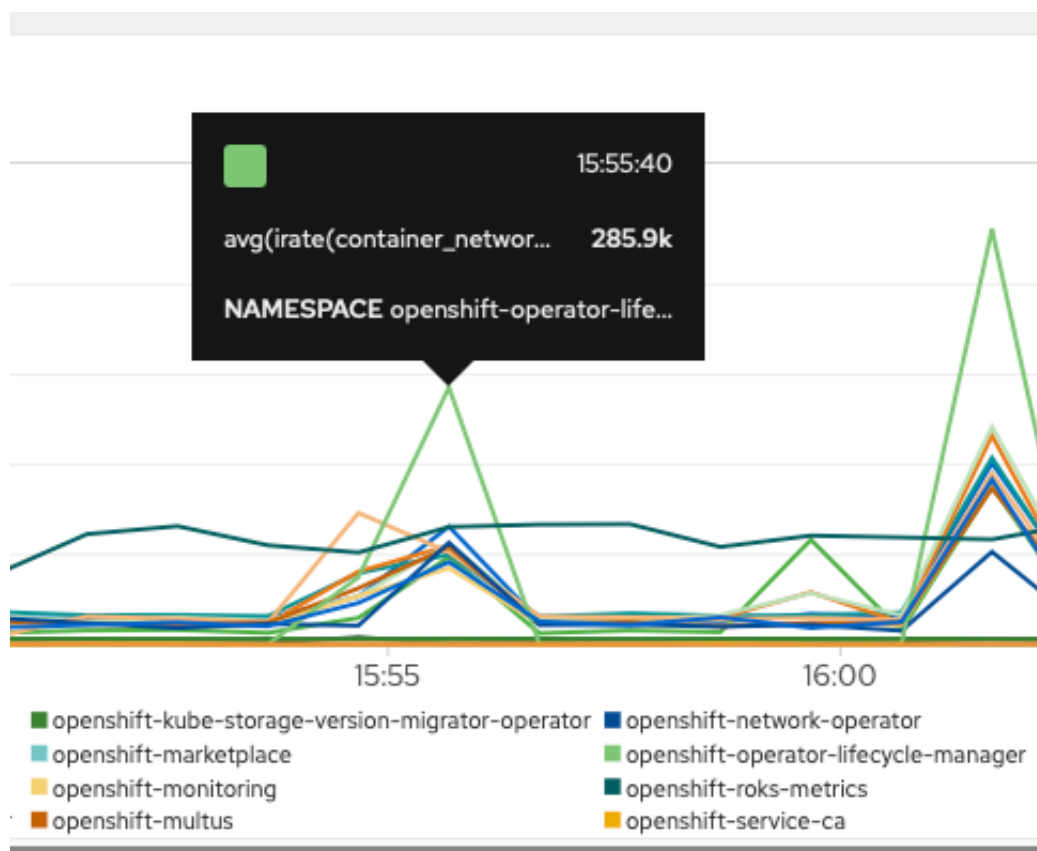 15:55:40
avg(irate(container_networ... 285.9k
NAMESPACE openshift-operator-life...
15:55 16:00
openshift-kube-storage-version-migrator-operator openshift-network-operator
openshift-marketplace openshift-operator-lifecycle-manager
openshift-monitoring openshift-roks-metrics
openshift-multus openshift-service-ca